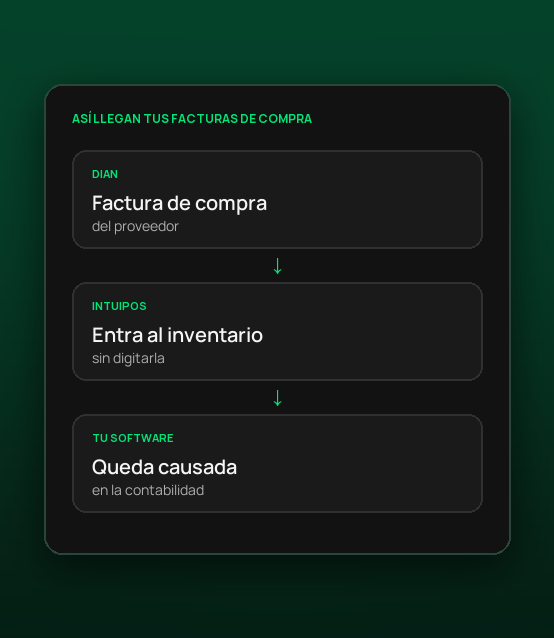 ASÍ LLEGAN TUS FACTURAS DE COMPRA
DIAN
Factura de compra
del proveedor
↓
INTUIPOS
Entra al inventario
sin digitarla
↓
TU SOFTWARE
Queda causada
en la contabilidad